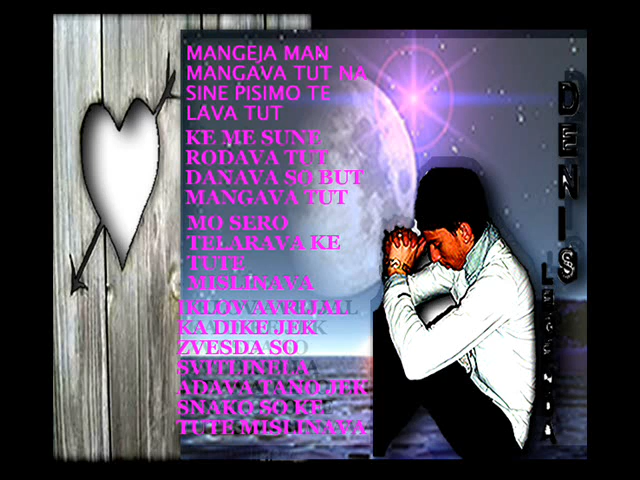 MANGEJA MAN
MANGAVA TUT NA
SINE PISIMO TE
LAVA TUT
KE ME SUNE
RODAVA TUT
DANAVA SO BUT
MANGAVA TUT
MO SERO
TELARAVA KE
TUTE
MISLINAVA
KA DIKE JEK
ZVESDA SO
SVITLINELA
ADAVA TANO JEK
SNAKO SO KE
TUTE MISLINAVA
DENIS